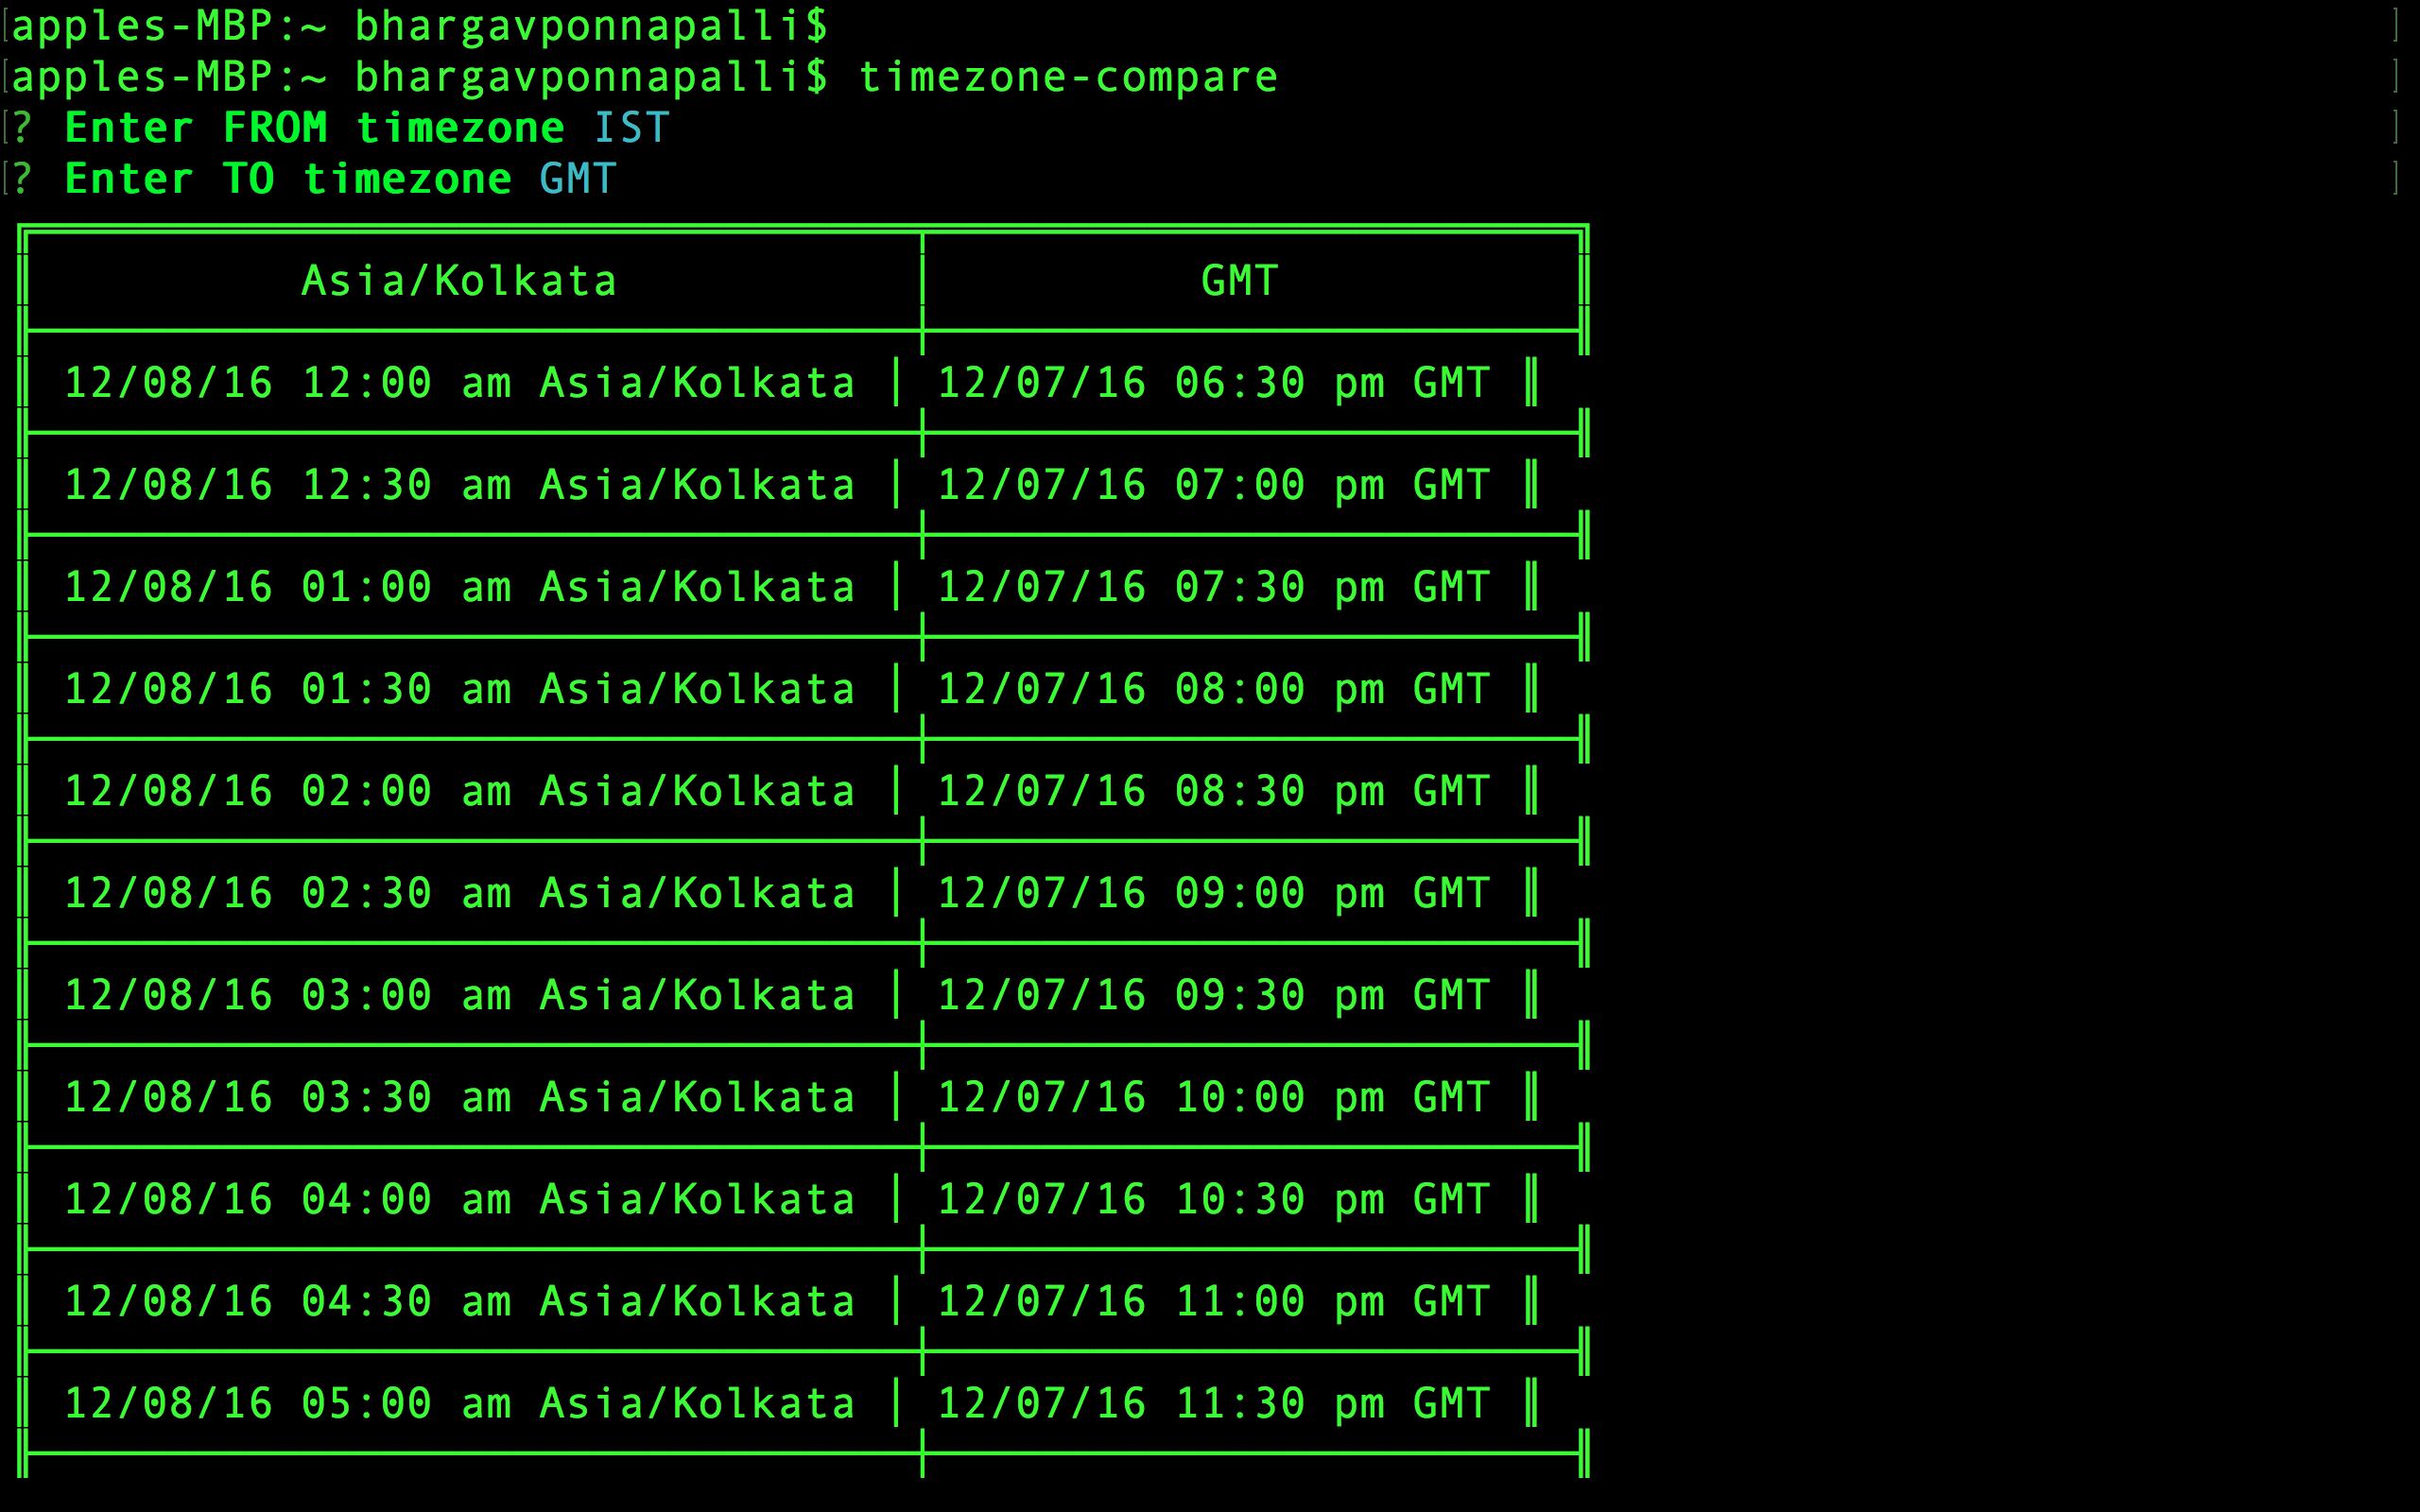 apples-MBP:~ bhargavponnapalli$
apples-MBP:~ bhargavponnapalli$ timezone-compare
? Enter FROM timezone IST
? Enter TO timezone GMT
Asia/Kolkata GMT
12/08/16 12:00 am Asia/Kolkata 12/07/16 06:30 pm GMT
12/08/16 12:30 am Asia/Kolkata 12/07/16 07:00 pm GMT
12/08/16 01:00 am Asia/Kolkata 12/07/16 07:30 pm GMT
12/08/16 01:30 am Asia/Kolkata 12/07/16 08:00 pm GMT
12/08/16 02:00 am Asia/Kolkata 12/07/16 08:30 pm GMT
12/08/16 02:30 am Asia/Kolkata 12/07/16 09:00 pm GMT
12/08/16 03:00 am Asia/Kolkata 12/07/16 09:30 pm GMT
12/08/16 03:30 am Asia/Kolkata 12/07/16 10:00 pm GMT
12/08/16 04:00 am Asia/Kolkata 12/07/16 10:30 pm GMT
12/08/16 04:30 am Asia/Kolkata 12/07/16 11:00 pm GMT
12/08/16 05:00 am Asia/Kolkata 12/07/16 11:30 pm GMT